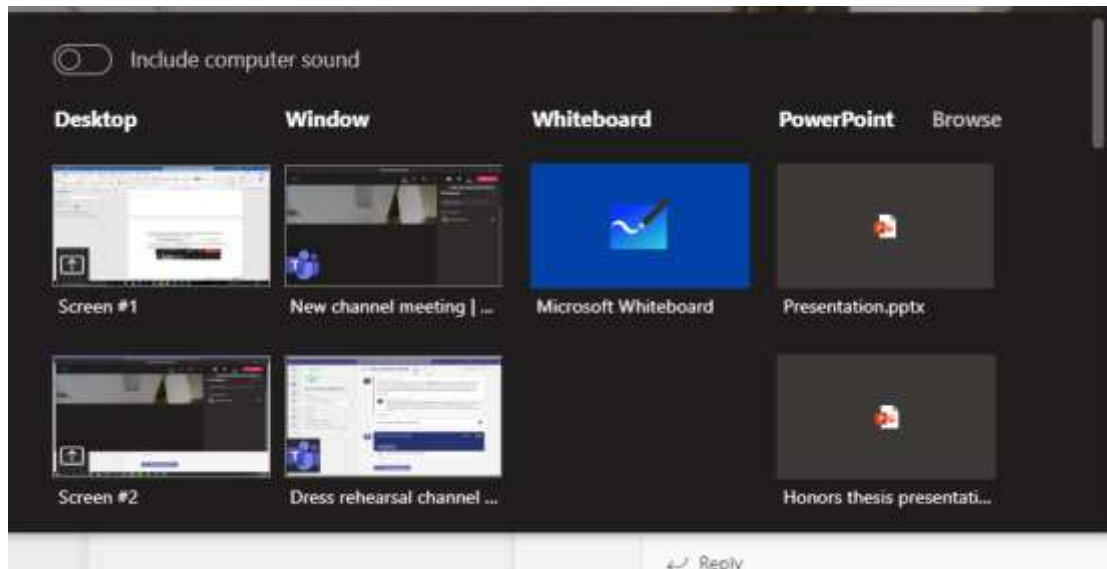 Include computer sound
Desktop Window Whiteboard PowerPoint Browse
Screen #1 New channel meeting | ... Microsoft Whiteboard Presentation.pptx
Screen #2 Dress rehearsal channel ... Honors thesis presentati...
Reply